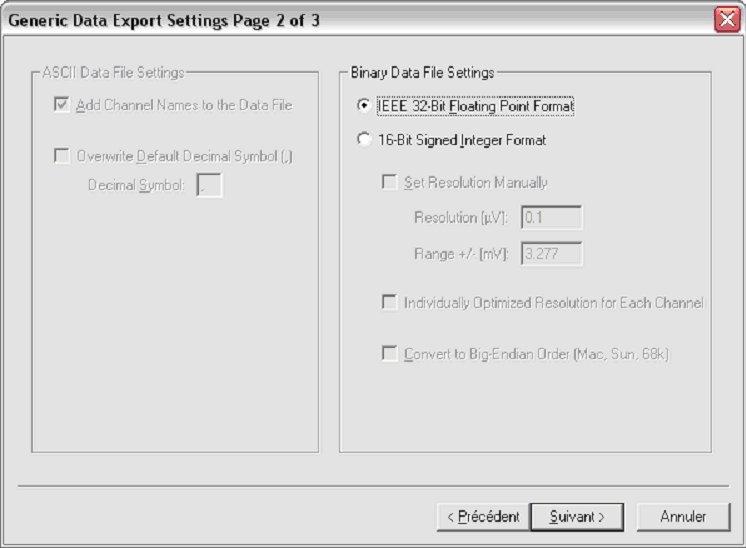 Generic Data Export Settings Page 2 of 3
ASCII Data File Settings
Add Channel Names to the Data File
Overwrite Default Decimal Symbol (,)
Decimal Symbol: .
Binary Data File Settings
IEEE 32-Bit Floating Point Format
16-Bit Signed Integer Format
Set Resolution Manually
Resolution [µV]: 0.1
Range +/- [mV]: 3.277
Individually Optimized Resolution for Each Channel
Convert to Big-Endian Order (Mac, Sun, 68k)
< Précédent
Suivant >
Annuler